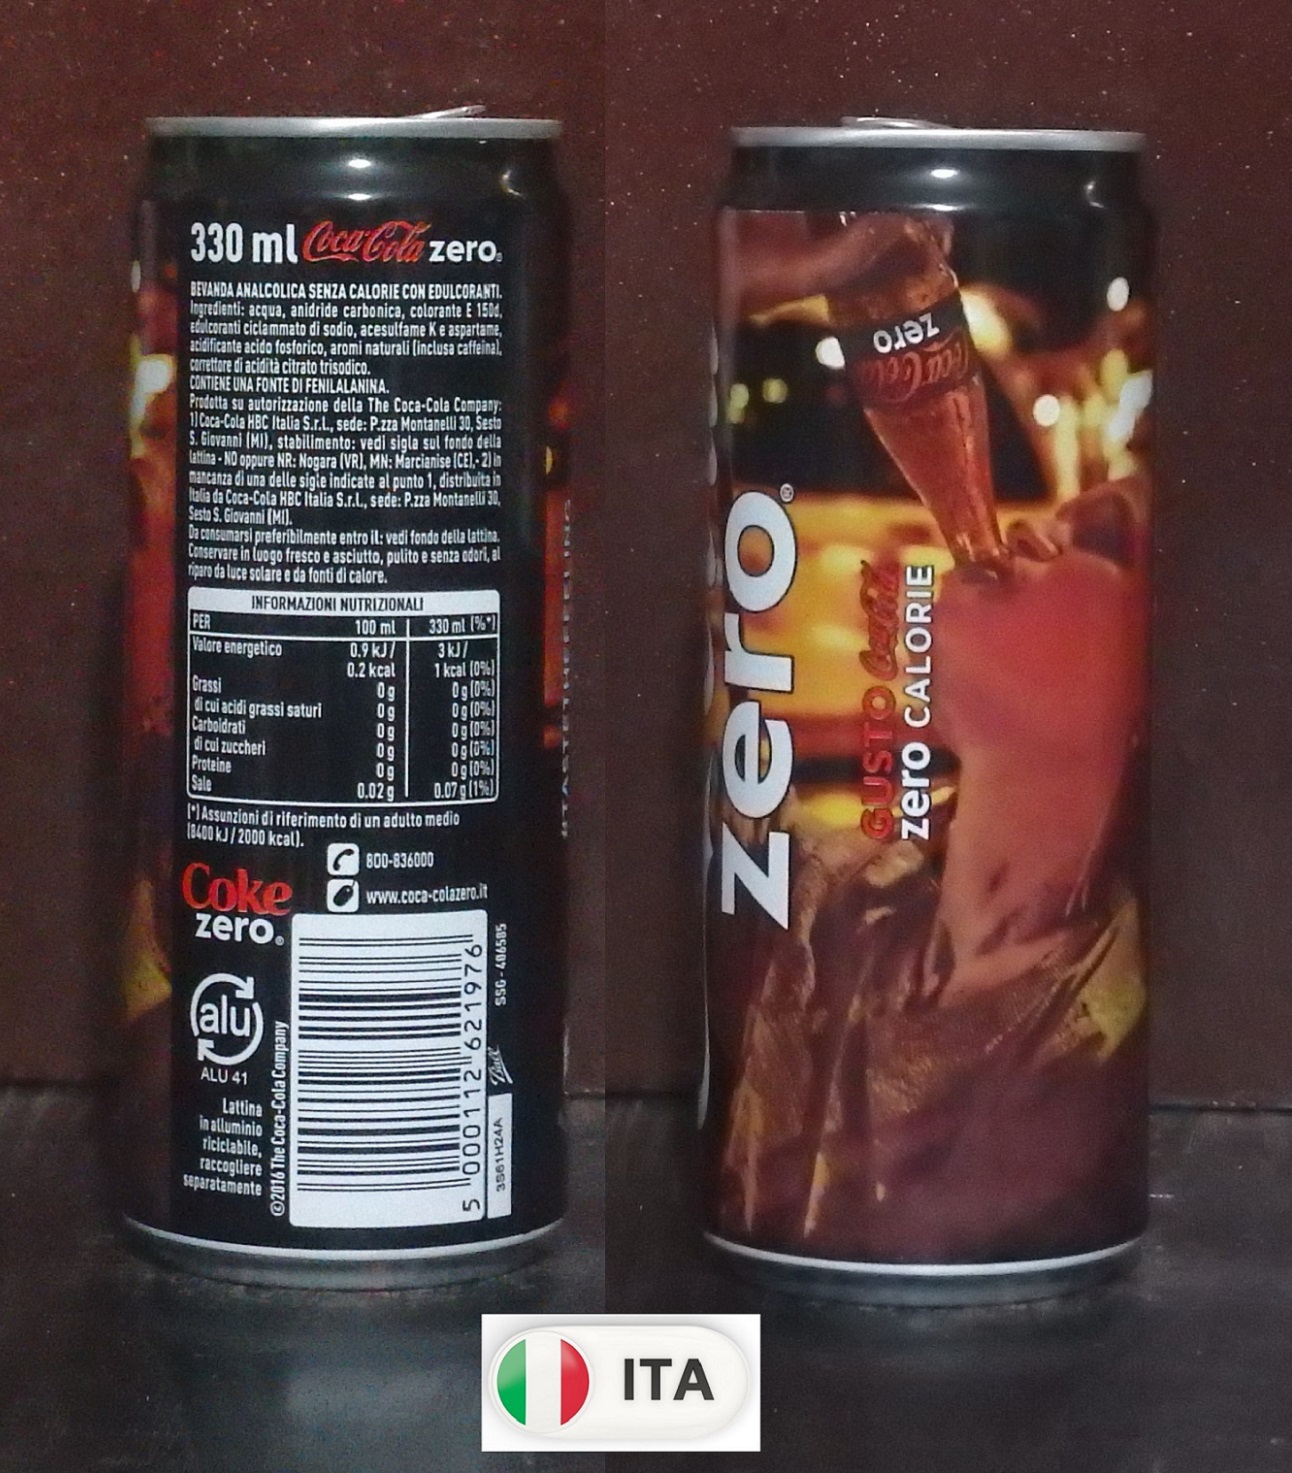 330 ml Coca-Cola zero®
BEVANDA ANALCOLICA SENZA CALORIE CON EDULCORANTI.
Ingredienti: acqua, anidride carbonica, colorante E 150d,
edulcoranti ciclammato di sodio, acesulfame K e aspartame,
acidificante acido fosforico, aromi naturali (inclusa caffeina),
correttore di acidità citrato trisodico.
CONTIENE UNA FONTE DI FENILALANINA.
Prodotta su autorizzazione della The Coca-Cola Company:
1) Coca-Cola HBC Italia S.r.l., sede: P.zza Montanelli 30, Sesto
S. Giovanni (MI), stabilimento: vedi sigla sul fondo della
lattina - NO oppure NR: Nogara (VR), MN: Marcianise (CE),- 2) in
mancanza di una delle sigle indicate al punto 1, distribuita in
Italia da Coca-Cola HBC Italia S.r.l., sede: P.zza Montanelli 30,
Sesto S. Giovanni (MI).
Da consumarsi preferibilmente entro il: vedi fondo della lattina.
Conservare in luogo fresco e asciutto, pulito e senza odori, al
riparo da luce solare e da fonti di calore.
INFORMAZIONI NUTRIZIONALI
PER 100 ml 330 ml (%*)
Valore energetico 0.9 kJ/ 3 kJ/
0.2 kcal 1 kcal (0%)
Grassi 0 g 0 g (0%)
di cui acidi grassi saturi 0 g 0 g (0%)
Carboidrati 0 g 0 g (0%)
di cui zuccheri 0 g 0 g (0%)
Proteine 0 g 0 g (0%)
Sale 0.02 g 0.07 g (1%)
(*) Assunzioni di riferimento di un adulto medio
(8400 kJ / 2000 kcal).
800-836000
www.coca-colazero.it
Coke
zero®
alu
ALU 41
Lattina
in alluminio
riciclabile,
raccogliere
separatamente
©2016 The Coca-Cola Company
5 000112 621976
SSG - 406585
Ball
3S61H24A
Coca-Cola
zero
zero®
GUSTO Coca-Cola
zero CALORIE
ITA